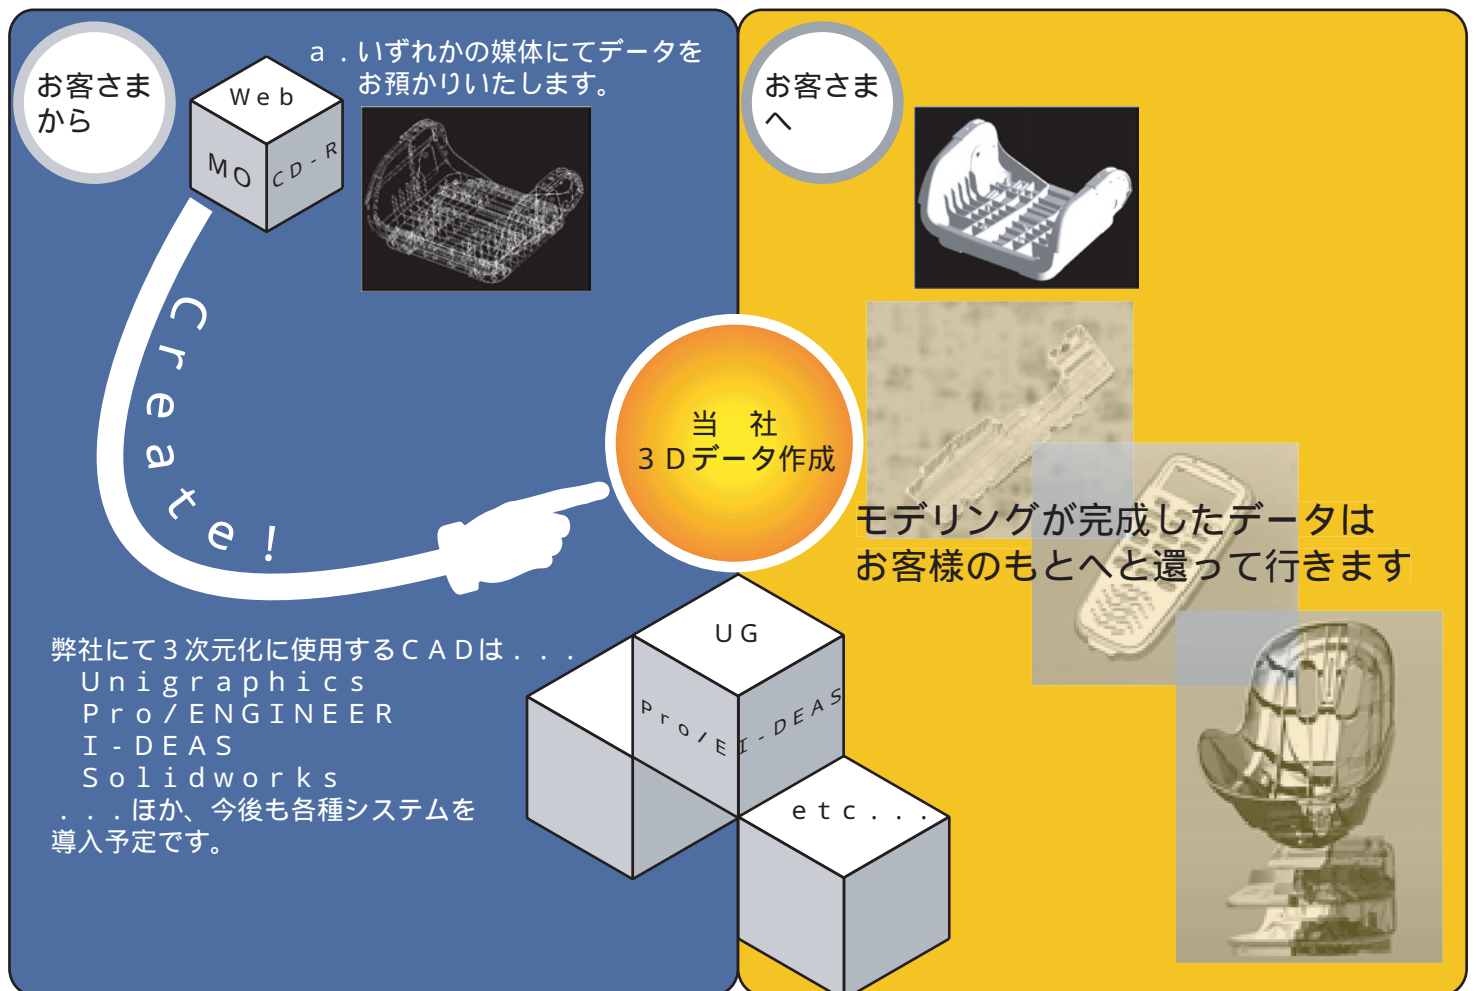 お客さま
から
Web
MO
CD-R
a．いずれかの媒体にてデータを
お預かりいたします。
Create!
お客さま
へ
当　社
３Ｄデータ作成
モデリングが完成したデータは
お客様のもとへと還って行きます
弊社にて３次元化に使用するＣＡＤは．．．
Unigraphics
Pro/ENGINEER
I-DEAS
Solidworks
．．．ほか、今後も各種システムを
導入予定です。
UG
Pro/E
I-DEAS
etc...